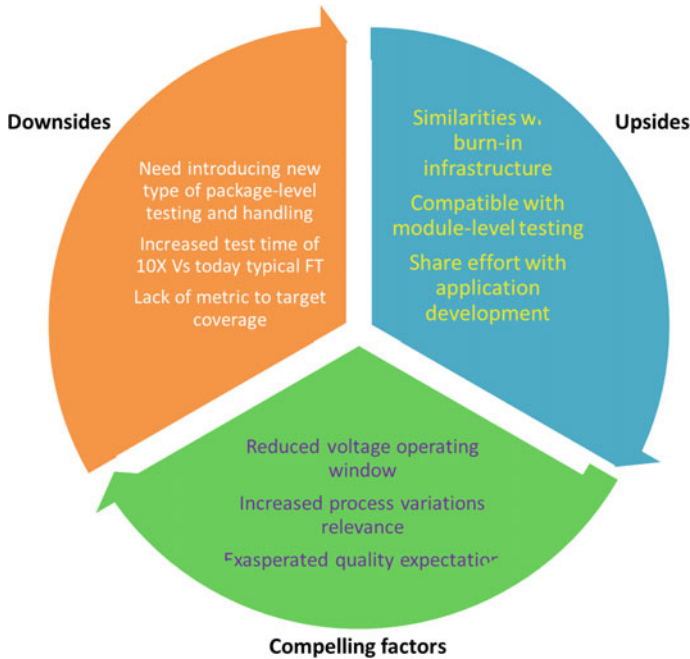 Downsides
Upsides
Need introducing new
type of package-level
testing and handling
Increased test time of
10X Vs today typical FT
Lack of metric to target
coverage
Similarities
burn-in
infrastructure
Compatible with
module-level testing
Share effort with
application
development
Reduced voltage operating
window
Increased process variations
relevance
Exasperated quality expectation
Compelling factors